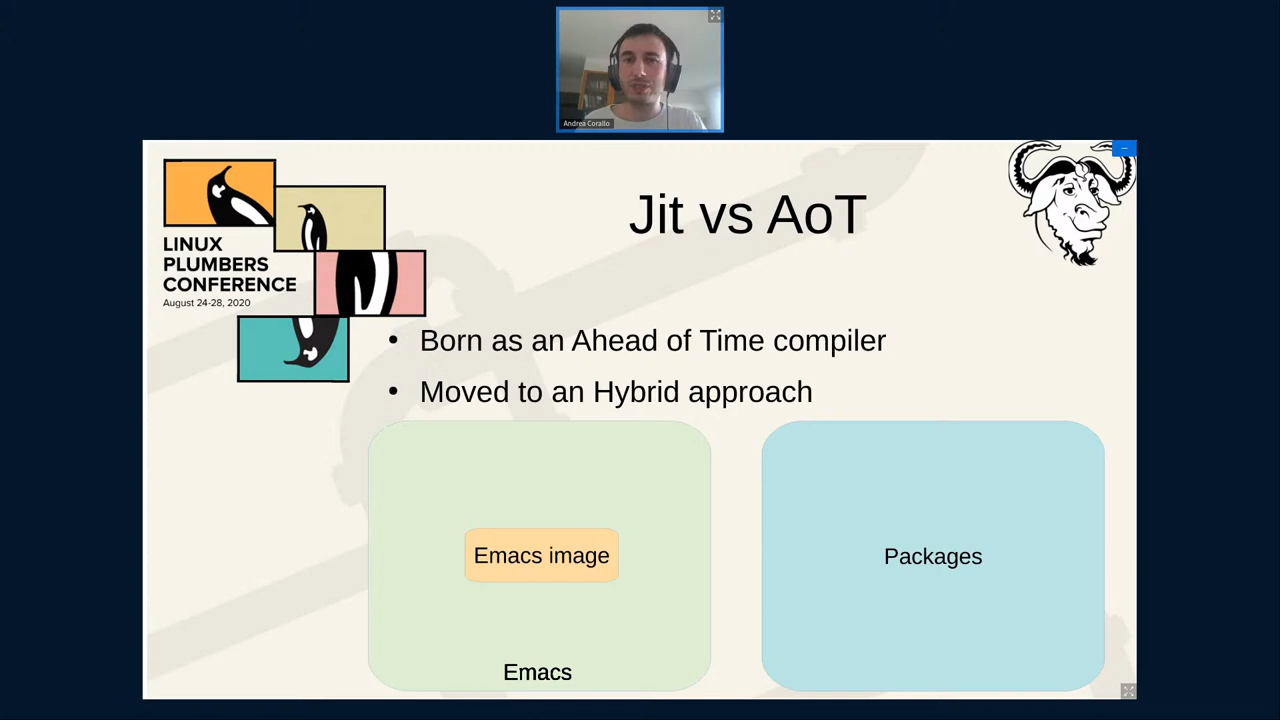 Andrea Corallo
LINUX
PLUMBERS
CONFERENCE
August 24-28, 2020
Jit vs AoT
• Born as an Ahead of Time compiler
• Moved to an Hybrid approach
Emacs image
Emacs
Packages